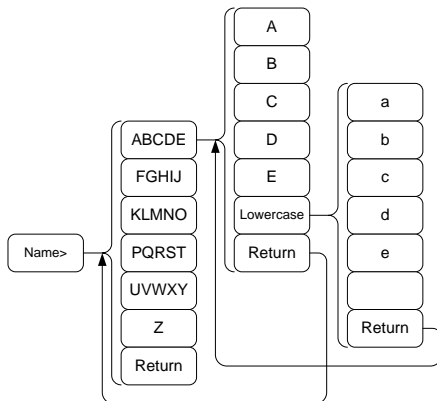 Name>
ABCDE
FGHIJ
KLMNO
PQRST
UVWXY
Z
Return
A
B
C
D
E
Lowercase
Return
a
b
c
d
e
Return